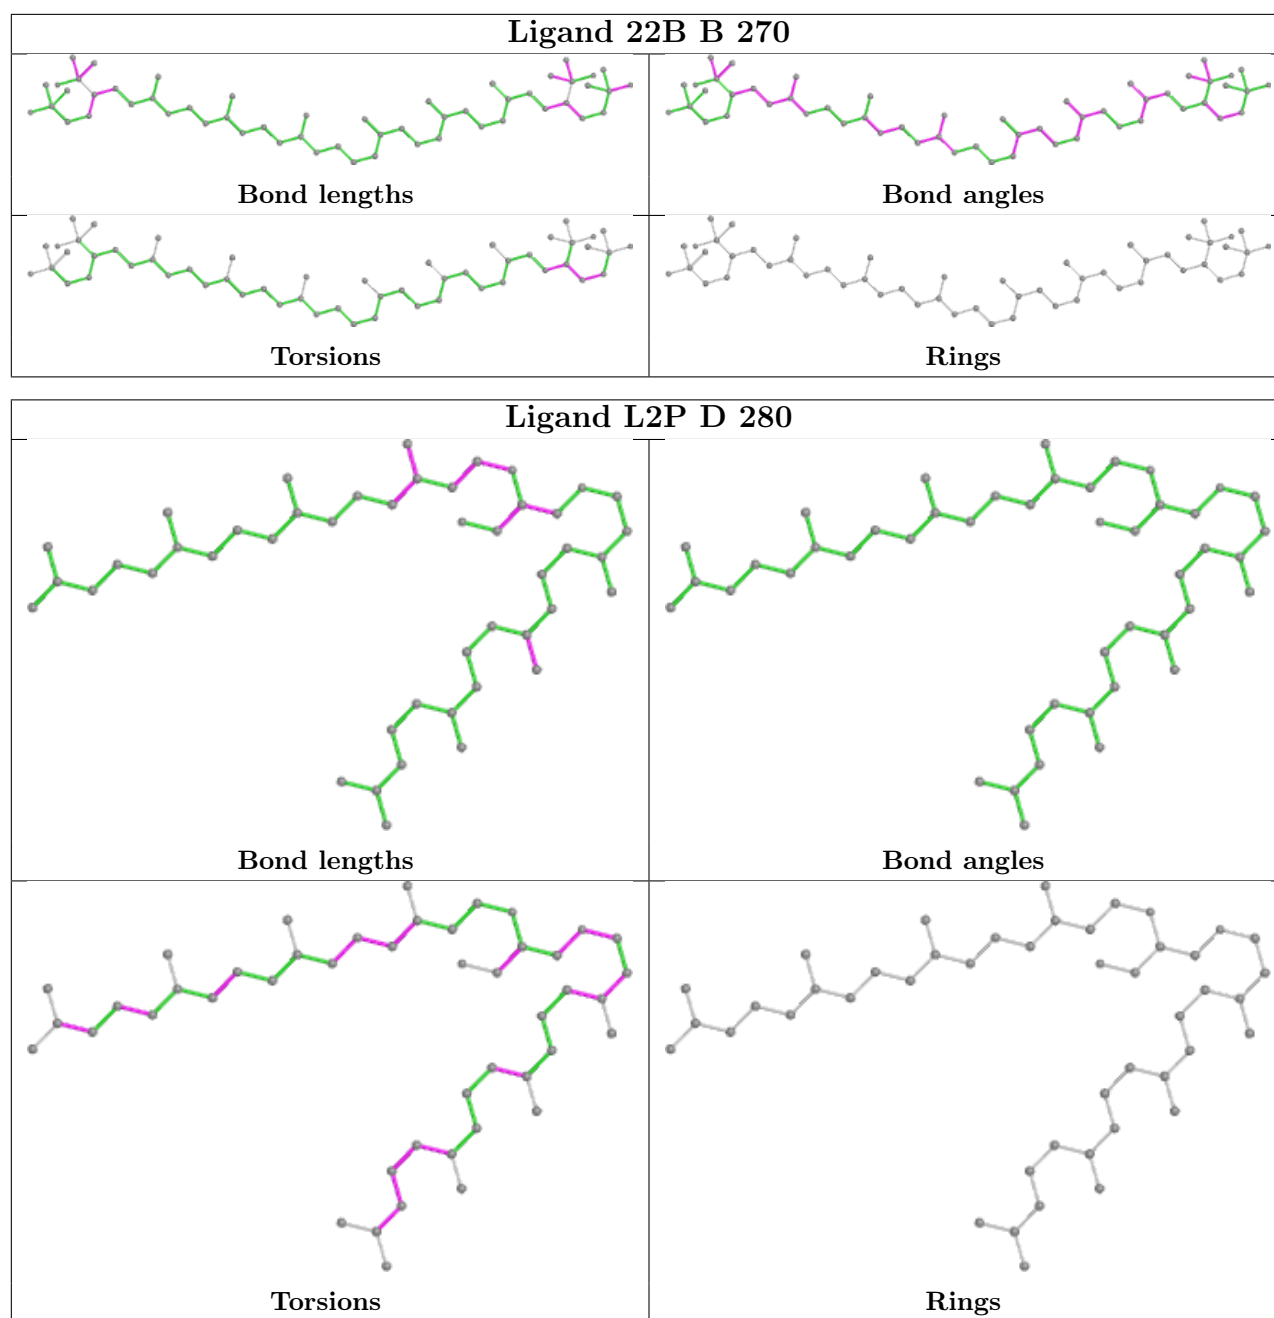 Ligand 22B B 270
Bond lengths
Bond angles
Torsions
Rings
Ligand L2P D 280
Bond lengths
Bond angles
Torsions
Rings